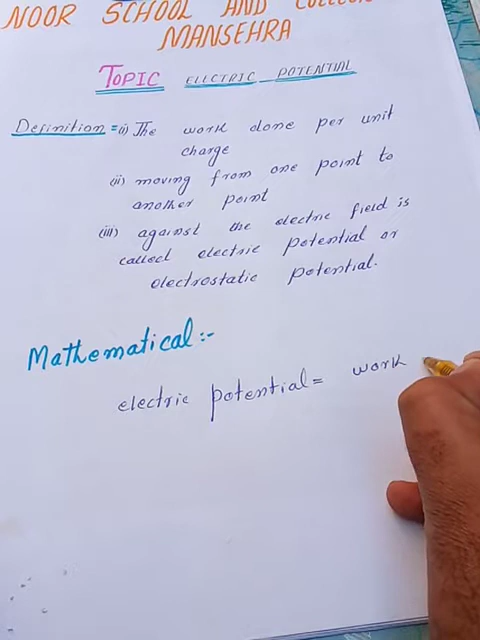 NOOR SCHOOL AND
MANSEHRA
TOPIC ELECTRIC POTENTIAL
Definition = (i) The work done per unit
charge
(ii) moving from one point to
another point
(iii) against the electric field is
called electric potential or
electrostatic potential.
Mathematical:-
electric potential = work